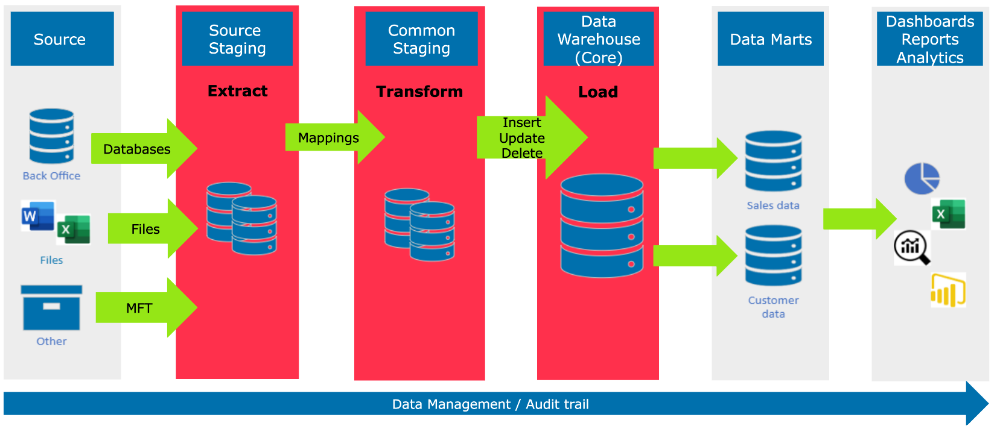 Source
Back Office
Files
Other
Databases
Files
MFT
Source
Staging
Extract
Mappings
Common
Staging
Transform
Insert
Update
Delete
Data
Warehouse
(Core)
Load
Data Marts
Sales data
Customer
data
Dashboards
Reports
Analytics
W
X
X
Data Management / Audit trail